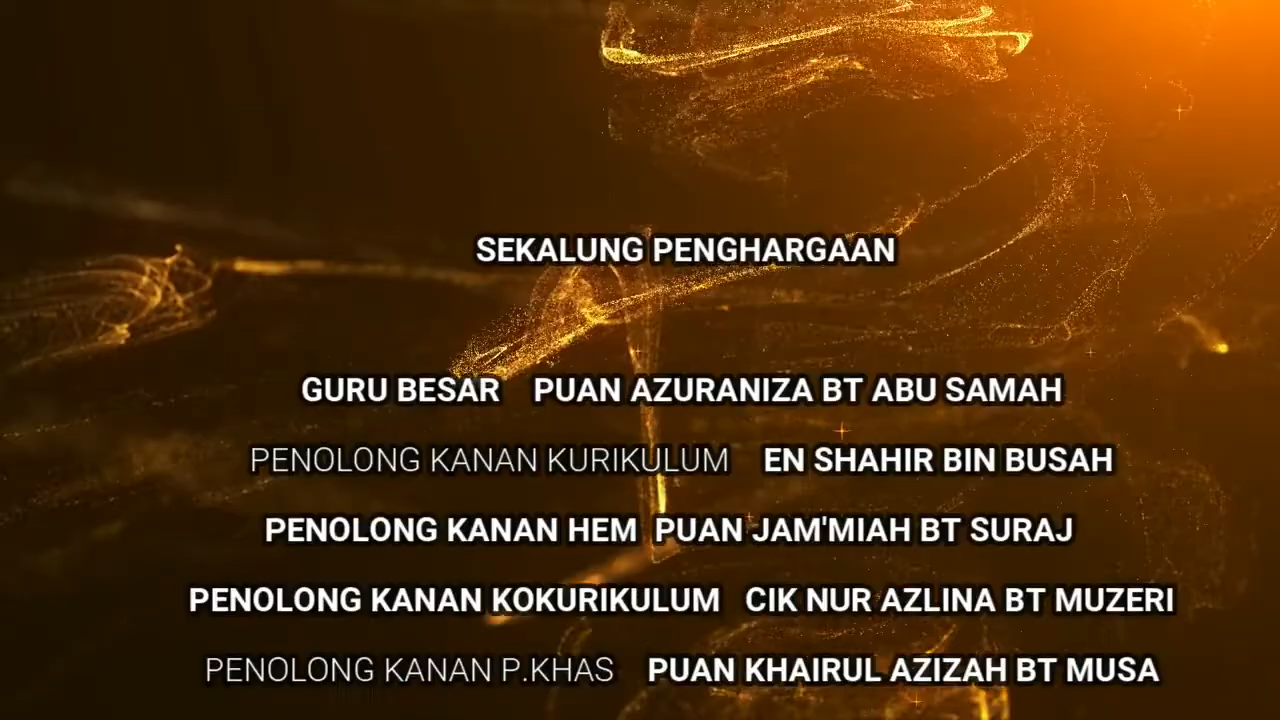 SEKALUNG PENGHARGAAN
GURU BESAR PUAN AZURANIZA BT ABU SAMAH
PENOLONG KANAN KURIKULUM EN SHAHIR BIN BUSAH
PENOLONG KANAN HEM PUAN JAM'MIAH BT SURAJ
PENOLONG KANAN KOKURIKULUM CIK NUR AZLINA BT MUZERI
PENOLONG KANAN P.KHAS PUAN KHAIRUL AZIZAH BT MUSA